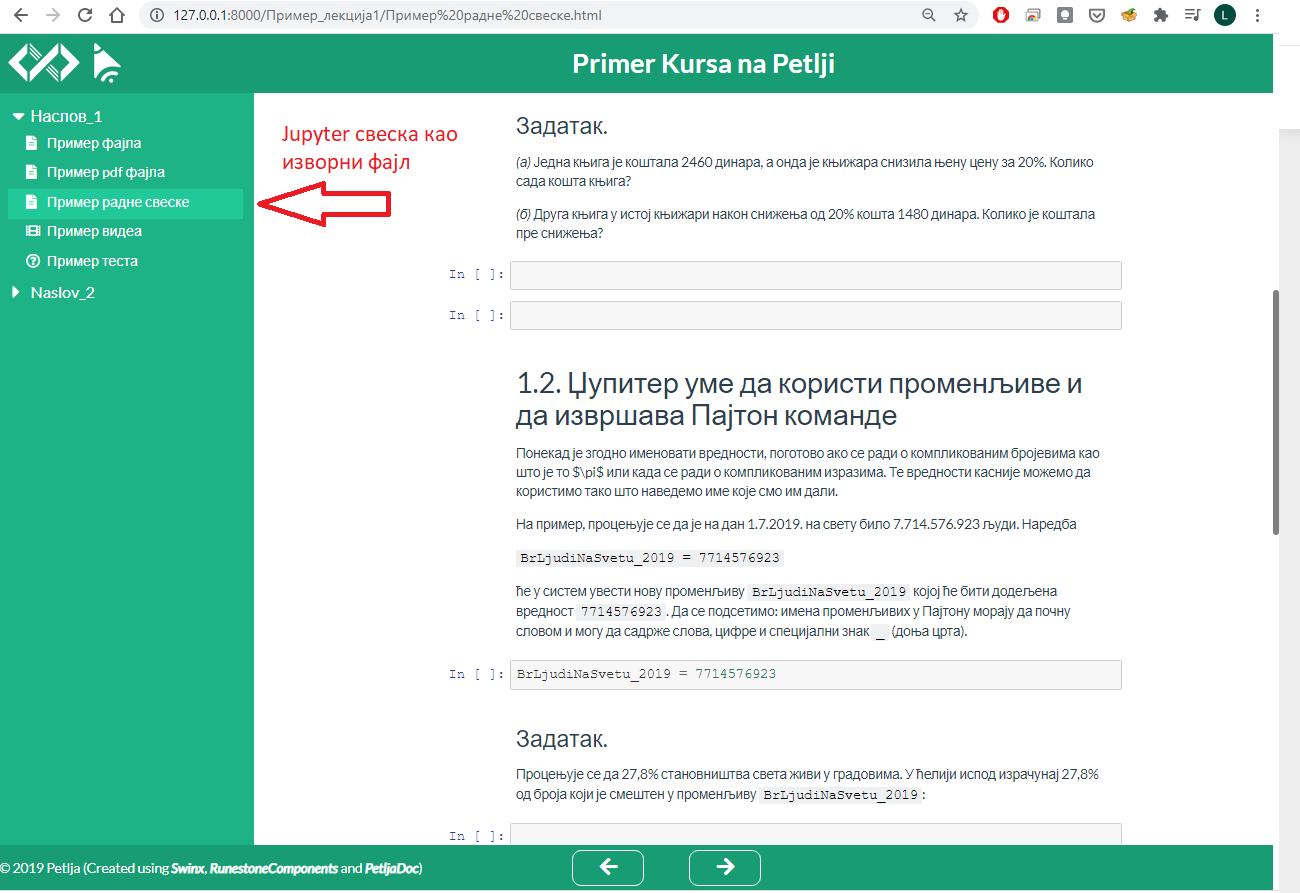 127.0.0.1:8000/Пример_лекција1/Пример%20радне%20свеске.html
L
Primer Kursa na Petlji
Наслов_1
Пример фајла
Пример pdf фајла
Пример радне свеске
Пример видеа
Пример теста
Naslov_2
Jupyter свеска као
изворни фајл
Задатак.
(а) Једна књига је коштала 2460 динара, а онда је књижара снизила њену цену за 20%. Колико
сада кошта књига?
(б) Друга књига у истој књижари након снижења од 20% кошта 1480 динара. Колико је коштала
пре снижења?
In [ ]:
In [ ]:
1.2. Џупитер уме да користи променљиве и
да извршава Пајтон команде
Понекад је згодно именовати вредности, поготово ако се ради о компликованим бројевима као
што је то $\pi$ или када се ради о компликованим изразима. Те вредности касније можемо да
користимо тако што наведемо име које смо им дали.
На пример, процењује се да је на дан 1.7.2019. на свету било 7.714.576.923 људи. Наредба
BrLjudiNaSvetu_2019 = 7714576923
ће у систем увести нову променљиву BrLjudiNaSvetu_2019 којој ће бити додељена
вредност 7714576923. Да се подсетимо: имена променљивих у Пајтону морају да почну
словом и могу да садрже слова, цифре и специјални знак _ (доња црта).
In [ ]: BrLjudiNaSvetu_2019 = 7714576923
Задатак.
Процењује се да 27,8% становништва света живи у градовима. У ћелији испод израчунај 27,8%
од броја који је смештен у променљиву BrLjudiNaSvetu_2019:
In [ ]:
© 2019 Petlja (Created using Swinx, RunestoneComponents and PetljaDoc)